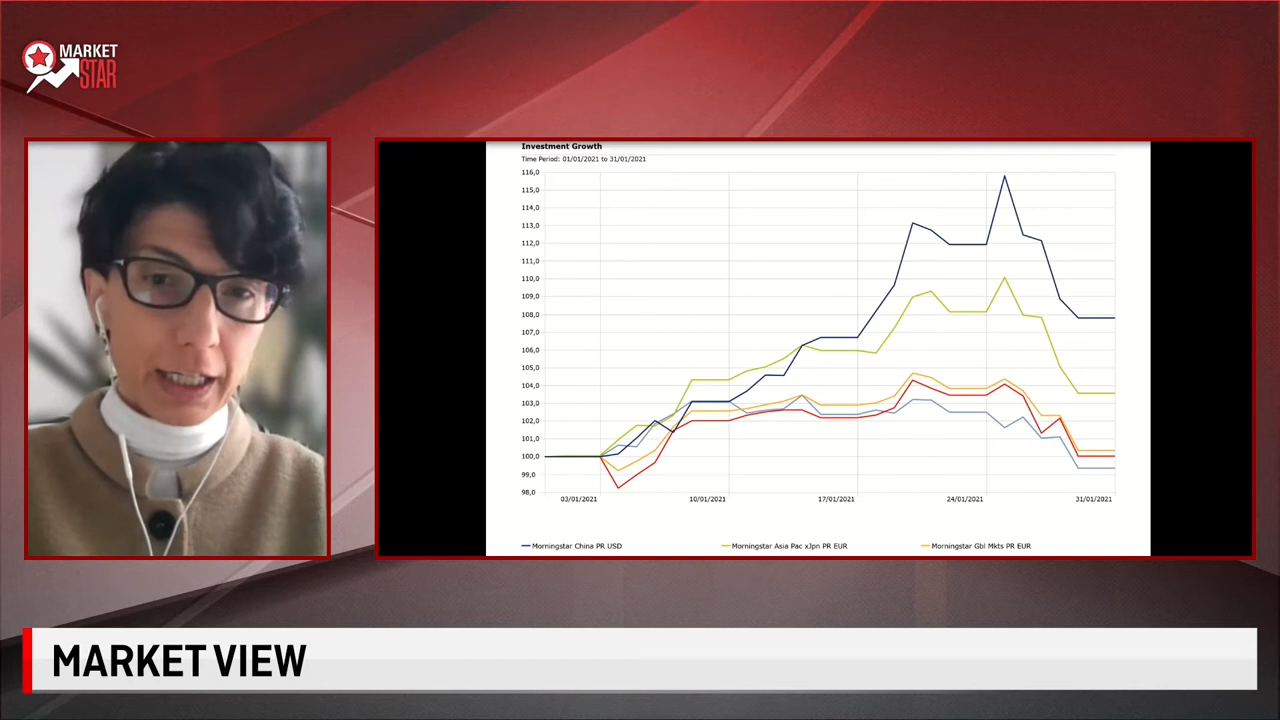 MARKET
STAR
Investment Growth
Time Period: 01/01/2021 to 31/01/2021
116,0
115,0
114,0
113,0
112,0
111,0
110,0
109,0
108,0
107,0
106,0
105,0
104,0
103,0
102,0
101,0
100,0
99,0
98,0
03/01/2021 10/01/2021 17/01/2021 24/01/2021 31/01/2021
Morningstar China PR USD Morningstar Asia Pac xJpn PR EUR Morningstar Gbl Mkts PR EUR
MARKET VIEW